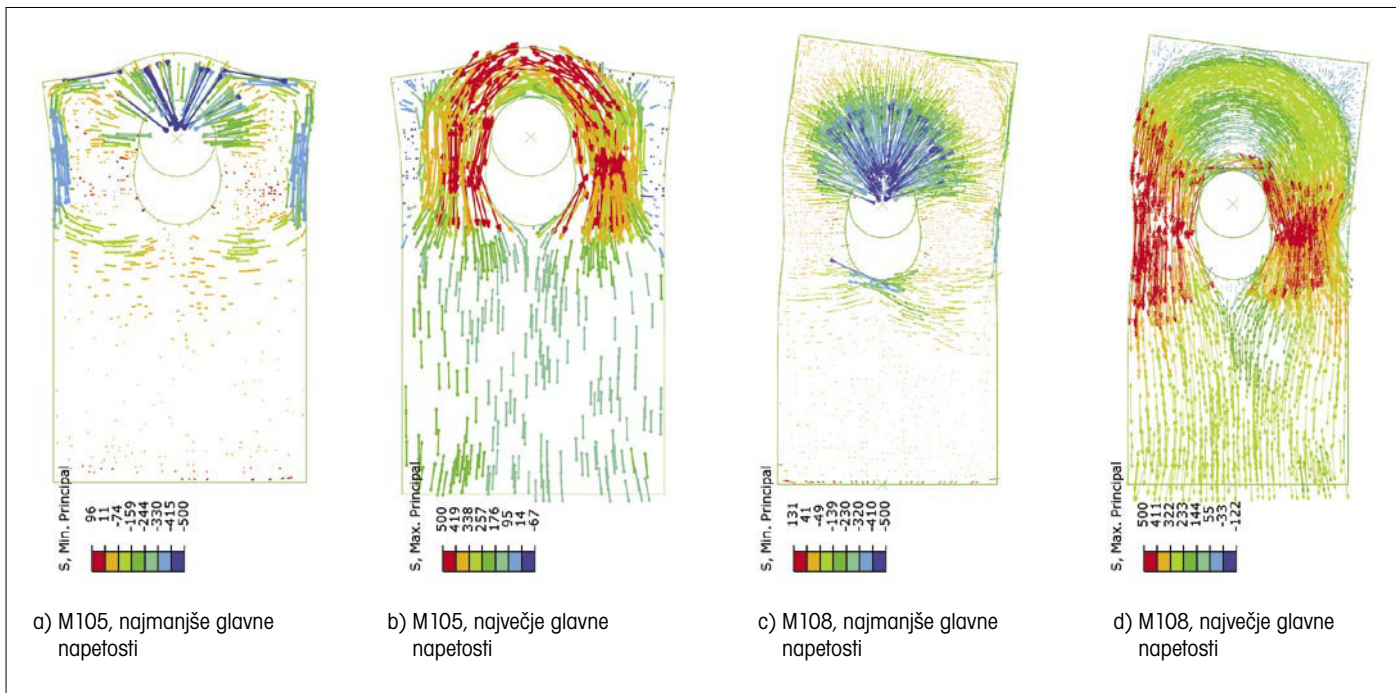 S, Min. Principal
96
11
-74
-159
-244
-330
-415
-500
a) M105, najmanjše glavne
napetosti
S, Max. Principal
500
419
338
257
176
95
14
-67
b) M105, največje glavne
napetosti
S, Min. Principal
131
41
-49
-139
-230
-320
-410
-500
c) M108, najmanjše glavne
napetosti
S, Max. Principal
500
411
322
233
144
55
-33
-122
d) M108, največje glavne
napetosti